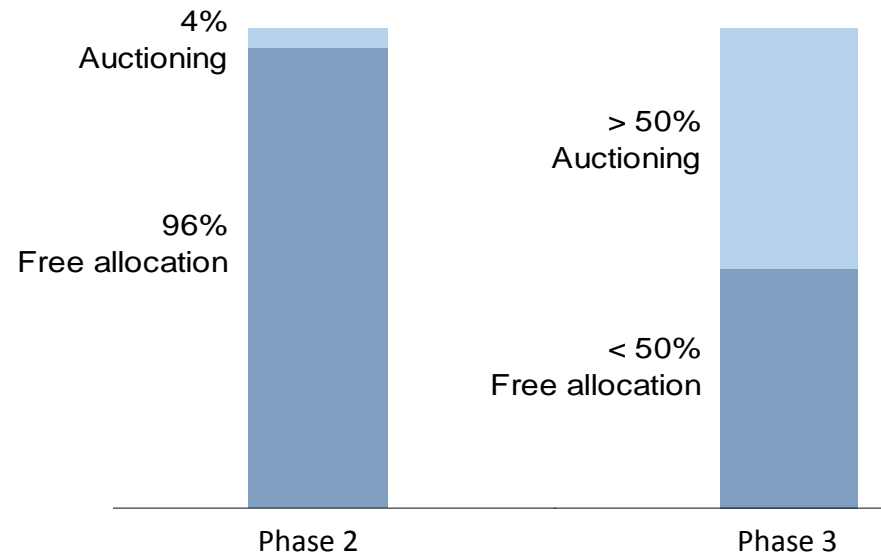 4%
Auctioning
96%
Free allocation
> 50%
Auctioning
< 50%
Free allocation
Phase 2
Phase 3